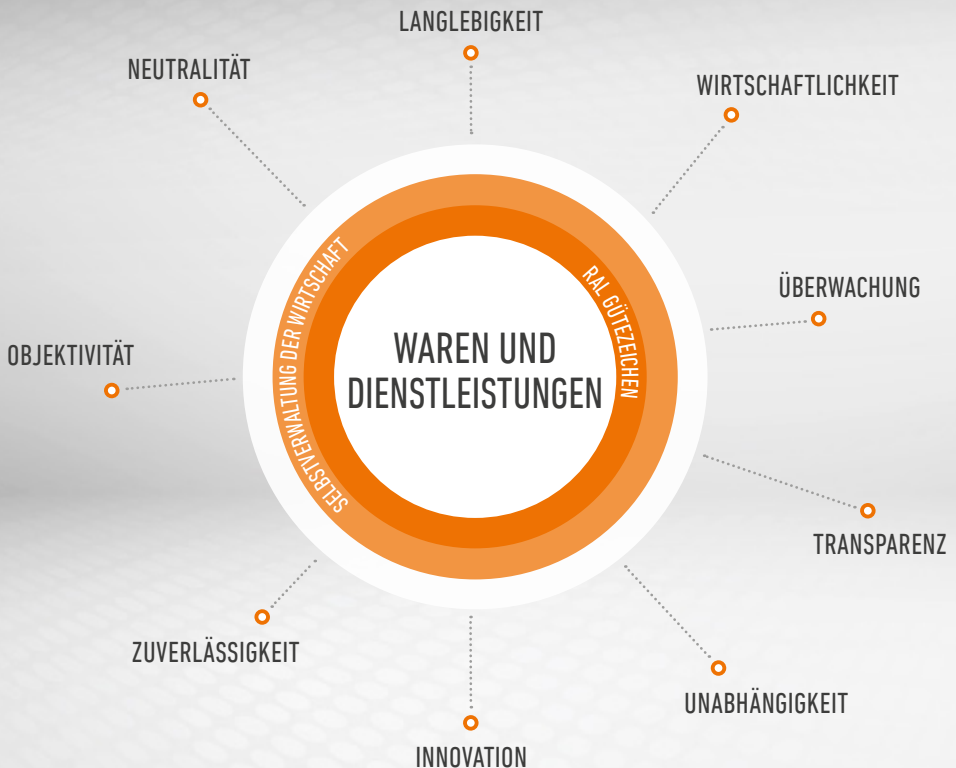 LANGLEBIGKEIT
NEUTRALITÄT
WIRTSCHAFTLICHKEIT
SELBSTVERWALTUNG DER WIRTSCHAFT
RAL GÜTEZEICHEN
ÜBERWACHUNG
OBJEKTIVITÄT
WAREN UND
DIENSTLEISTUNGEN
TRANSPARENZ
ZUVERLÄSSIGKEIT
UNABHÄNGIGKEIT
INNOVATION